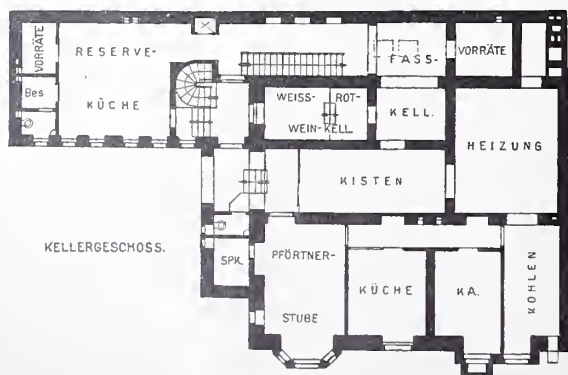 VORRÄTE
RESERVE-
KÜCHE
Bes
FASS-
VORRÄTE
WEISS-
ROT-
WEIN-KELL.
KELL.
HEIZUNG
KISTEN
KELLERGESCHOSS.
SPK.
PFÖRTNER-
STUBE
KÜCHE
KA.
KOHLEN